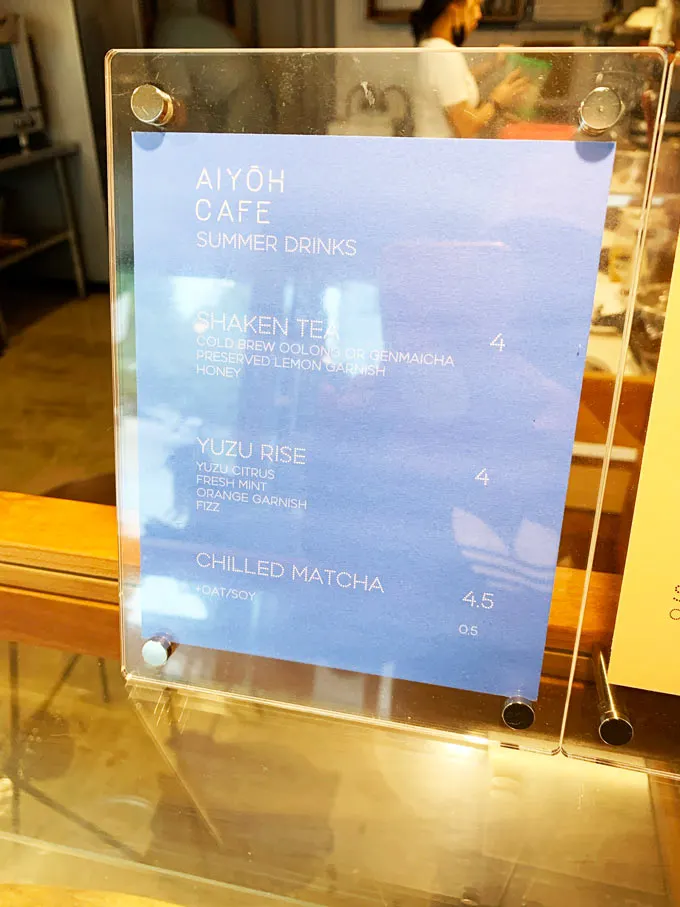 AIYŌH
CAFE
SUMMER DRINKS
SHAKEN TEA 4
COLD BREW OOLONG OR GENMAICHA
PRESERVED LEMON GARNISH
HONEY
YUZU RISE 4
YUZU CITRUS
FRESH MINT
ORANGE GARNISH
FIZZ
CHILLED MATCHA 4.5
+OAT/SOY 0.5